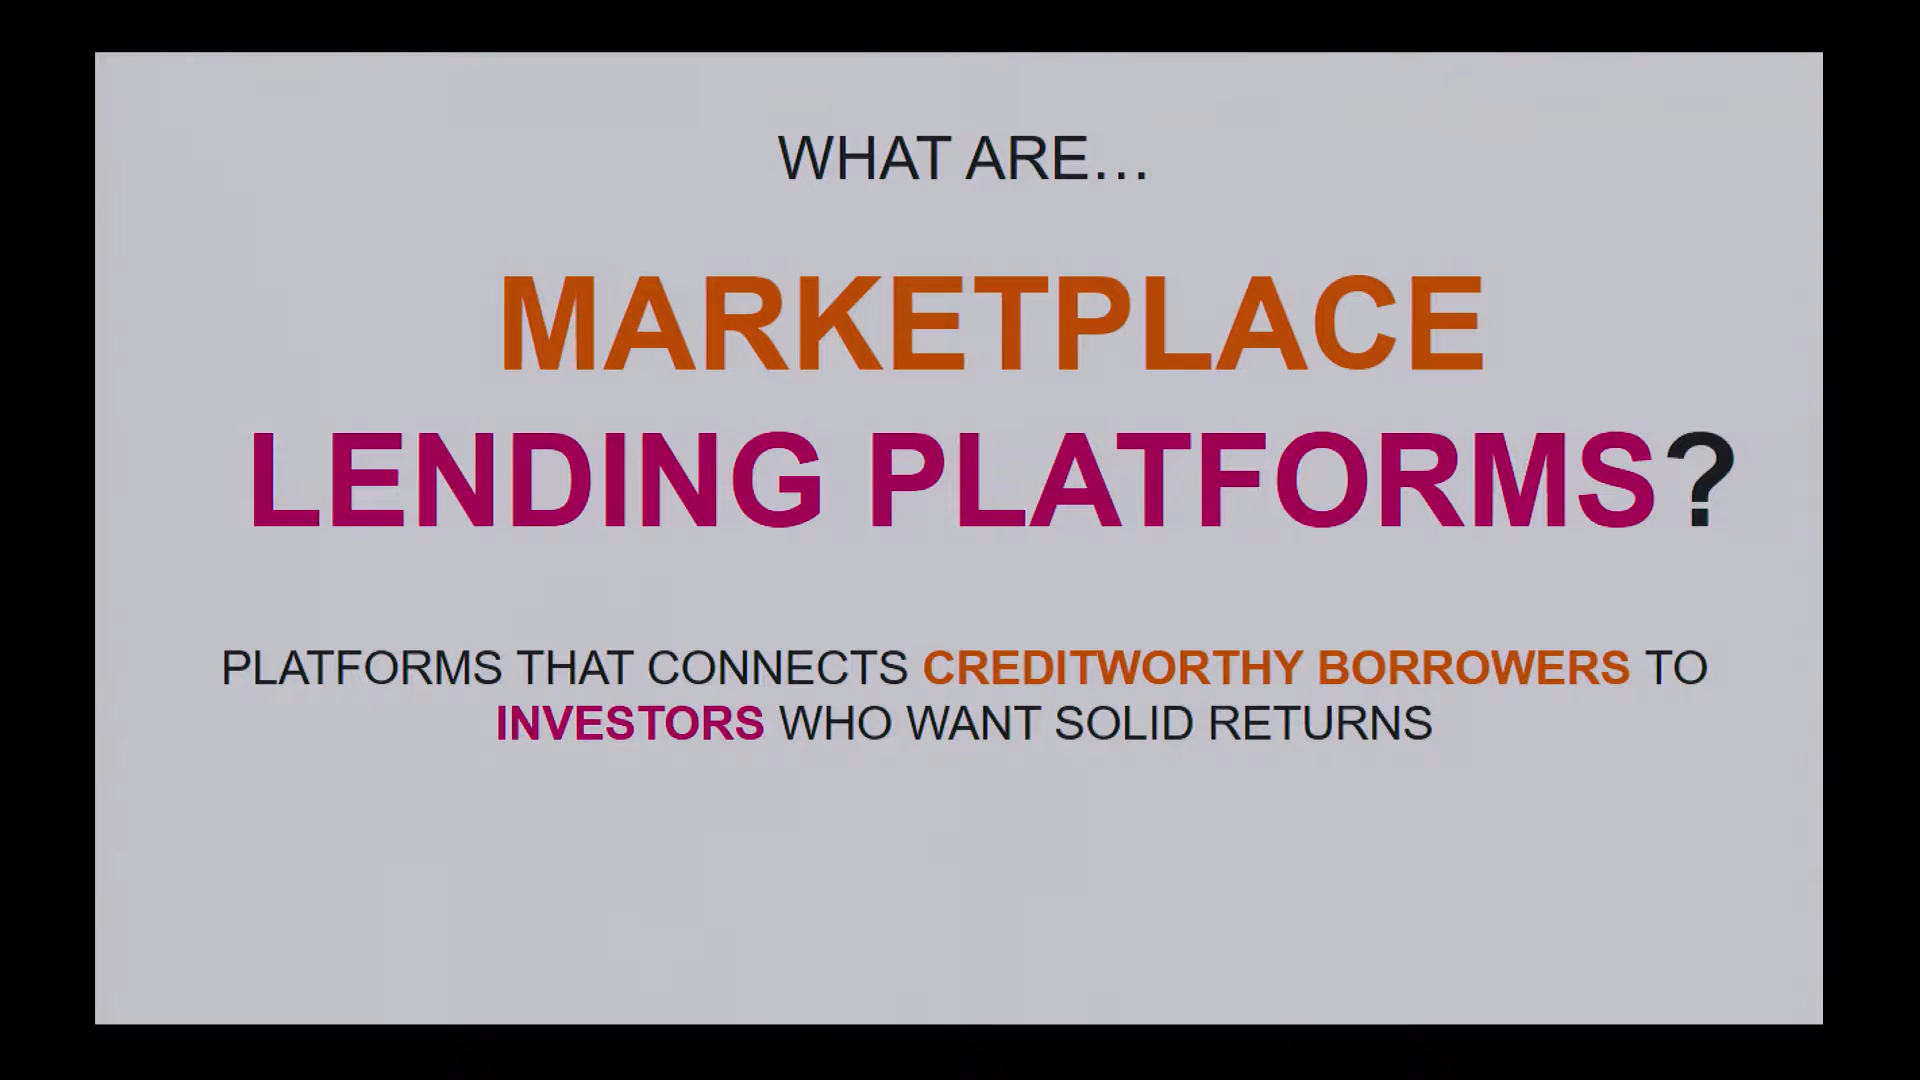 WHAT ARE…
MARKETPLACE
LENDING PLATFORMS?
PLATFORMS THAT CONNECTS CREDITWORTHY BORROWERS TO
INVESTORS WHO WANT SOLID RETURNS